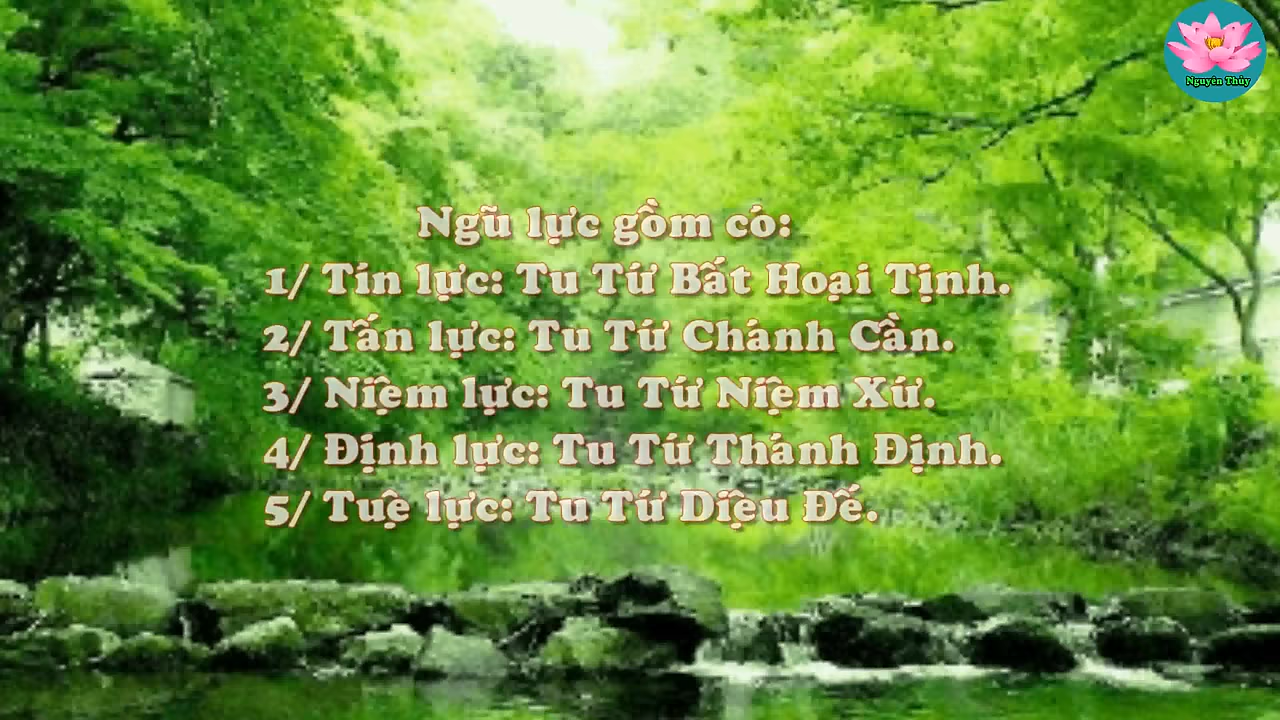 Nguyên Thủy
Ngũ lực gồm có:
1/ Tín lực: Tu Tứ Bất Hoại Tịnh.
2/ Tấn lực: Tu Tứ Chánh Cần.
3/ Niệm lực: Tu Tứ Niệm Xứ.
4/ Định lực: Tu Tứ Thánh Định.
5/ Tuệ lực: Tu Tứ Diệu Đế.